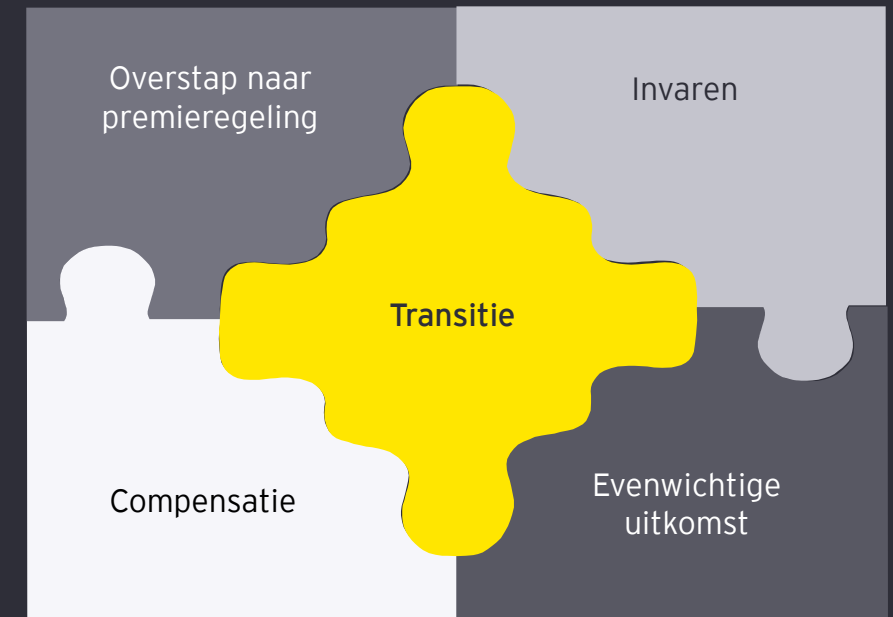 Overstap naar
premieregeling
Invaren
Transitie
Compensatie
Evenwichtige
uitkomst